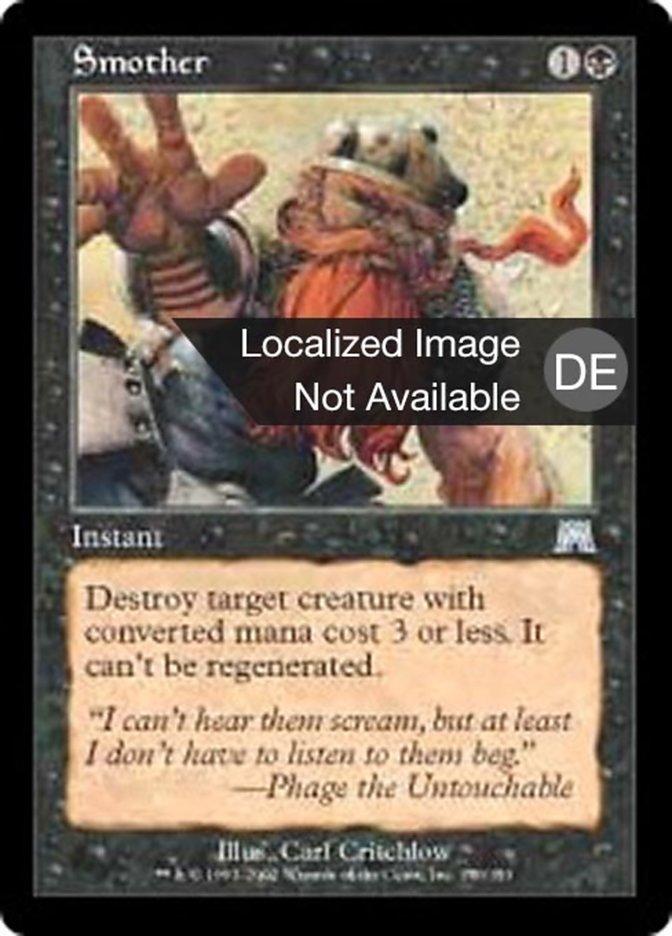 Smother
1
Localized Image
Not Available
DE
Instant
Destroy target creature with
converted mana cost 3 or less. It
can't be regenerated.
"I can't hear them scream, but at least
I don't have to listen to them beg."
—Phage the Untouchable
Illus. Carl Critchlow